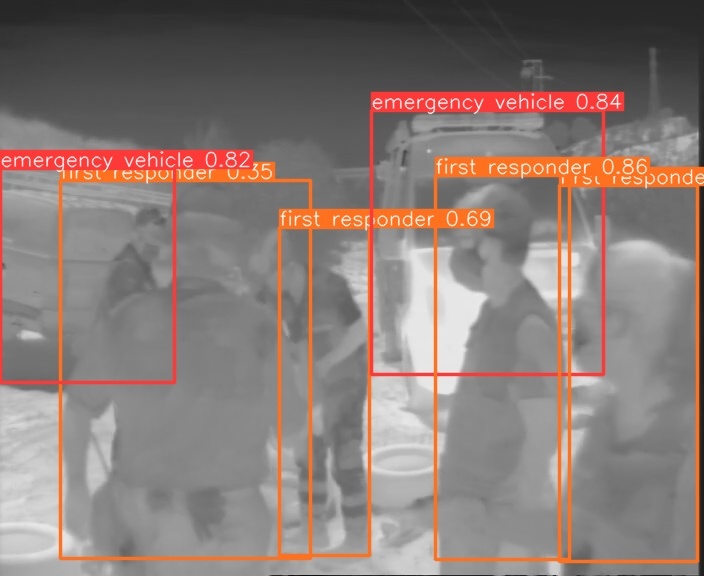 emergency vehicle 0.84
emergency vehicle 0.82
first responder 0.86
first responder 0.35
first responde
first responder 0.69